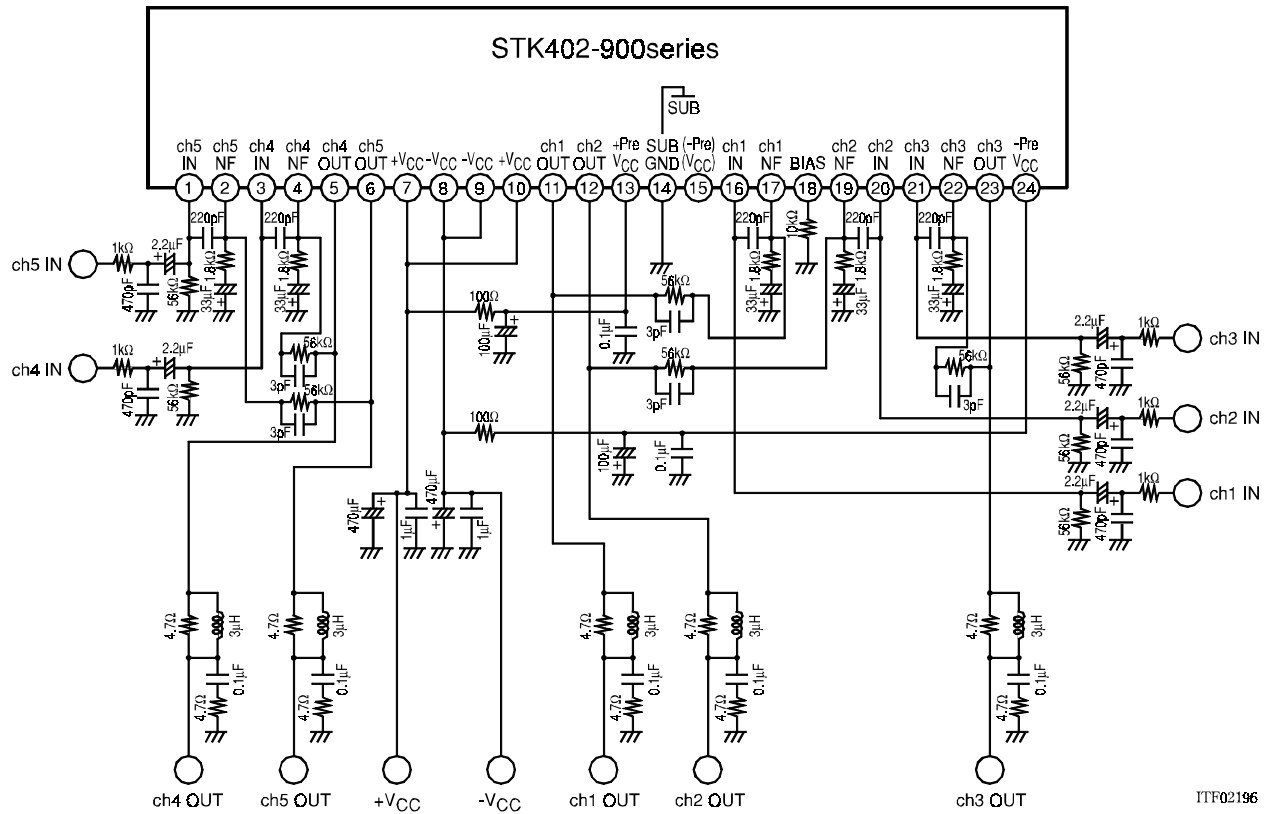 STK402-900series
SUB
ch5 IN
ch5 NF
ch4 IN
ch4 NF
ch4 OUT
ch5 OUT
+VCC
-VCC
-VCC
+VCC
ch1 OUT
ch2 OUT
+Pre VCC
SUB GND
(-Pre) (VCC)
ch1 IN
ch1 NF
BIAS
ch2 NF
ch2 IN
ch3 IN
ch3 NF
ch3 OUT
-Pre VCC
1 2 3 4 5 6 7 8 9 10 11 12 13 14 15 16 17 18 19 20 21 22 23 24
220pF
220pF
220pF
10kΩ
220pF
220pF
ch5 IN
1kΩ
470pF
+
2.2µF
56kΩ
1.8kΩ
33µF
+
1.8kΩ
33µF
+
1.8kΩ
33µF
+
1.8kΩ
33µF
+
1.8kΩ
33µF
+
100Ω
100µF
+
0.1µF
56kΩ
3pF
ch4 IN
1kΩ
470pF
+
2.2µF
56kΩ
56kΩ
3pF
56kΩ
3pF
56kΩ
3pF
56kΩ
3pF
2.2µF
+
1kΩ
ch3 IN
56kΩ
470pF
100Ω
100µF
+
0.1µF
2.2µF
+
1kΩ
ch2 IN
56kΩ
470pF
2.2µF
+
1kΩ
ch1 IN
56kΩ
470pF
470µF
+
1µF
470µF
+
1µF
4.7Ω
3µH
4.7Ω
3µH
4.7Ω
3µH
4.7Ω
3µH
4.7Ω
3µH
4.7Ω
0.1µF
4.7Ω
0.1µF
4.7Ω
0.1µF
4.7Ω
0.1µF
4.7Ω
0.1µF
ch4 OUT
ch5 OUT
+VCC
-VCC
ch1 OUT
ch2 OUT
ch3 OUT
ITF02196